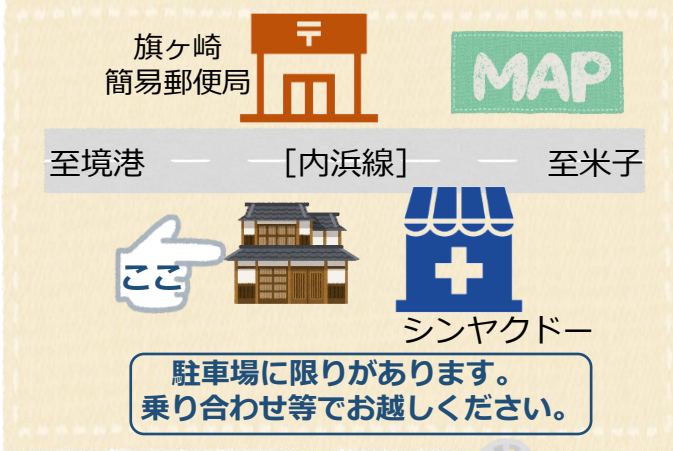 旗ヶ崎
簡易郵便局
MAP
至境港
[内浜線]
至米子
ここ
シンヤクドー
駐車場に限りがあります。
乗り合わせ等でお越しください。